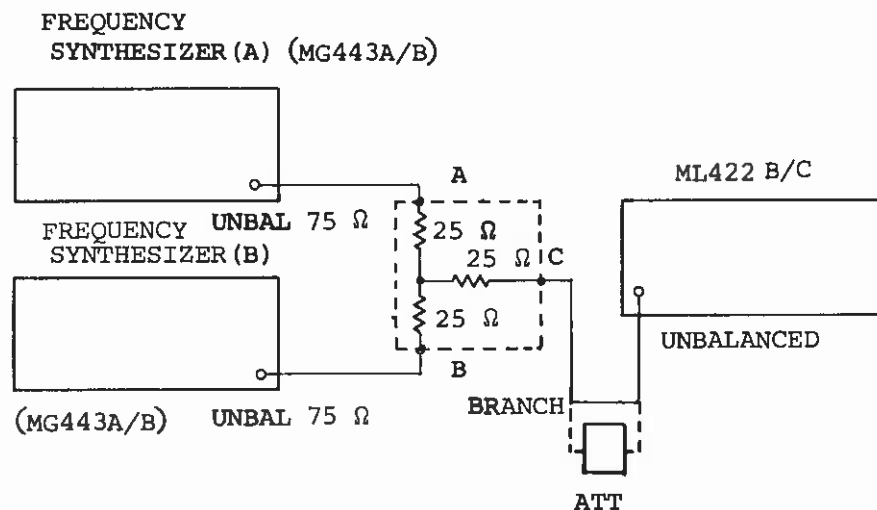 FREQUENCY
SYNTHESIZER(A) (MG443A/B)
A
ML422 B/C
UNBAL 75 Ω
25 Ω
FREQUENCY
SYNTHESIZER(B)
25 Ω
C
25 Ω
UNBALANCED
B
BRANCH
(MG443A/B)
UNBAL 75 Ω
ATT